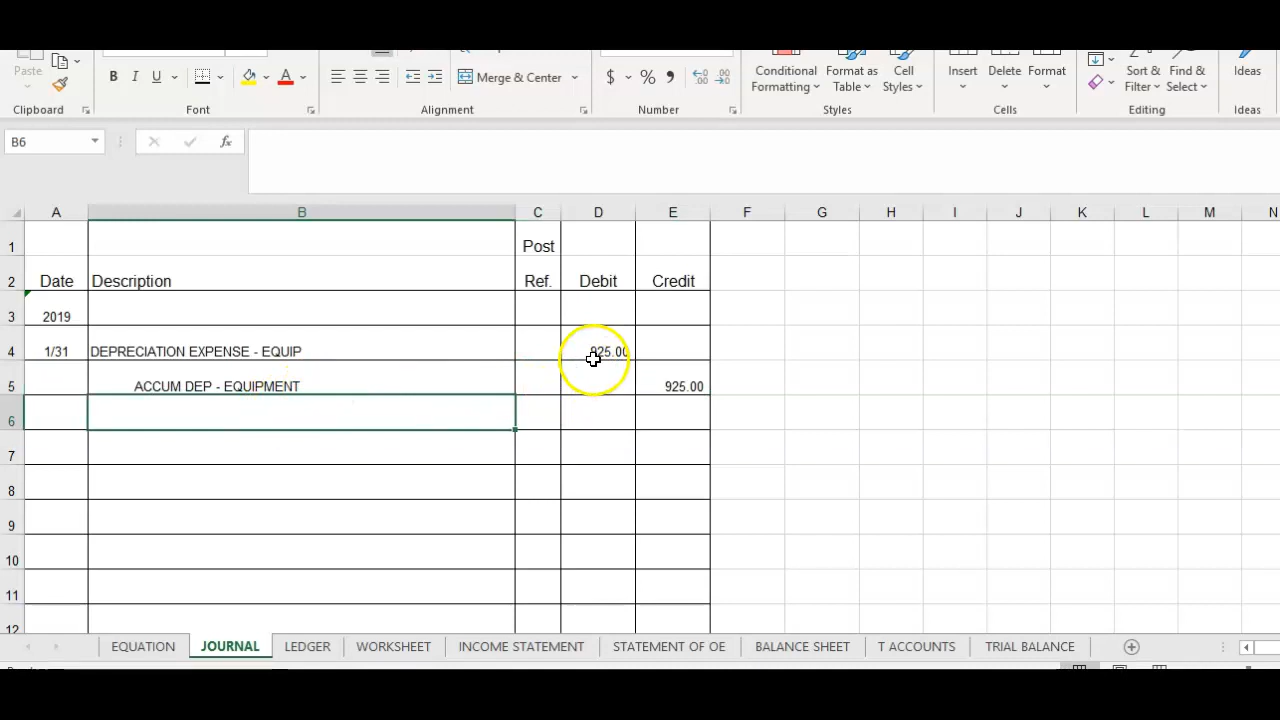 Paste
B I U A
Merge & Center
$ % ,
Conditional Formatting
Format as Table
Cell Styles
Insert Delete Format
Sort & Filter
Find & Select
Ideas
Clipboard Font Alignment Number Styles Cells Editing Ideas
B6 fx
A B C D E F G H I J K L M N
1 Post
2 Date Description Ref. Debit Credit
3 2019
4 1/31 DEPRECIATION EXPENSE - EQUIP 925.00
5 ACCUM DEP - EQUIPMENT 925.00
6
7
8
9
10
11
12
EQUATION JOURNAL LEDGER WORKSHEET INCOME STATEMENT STATEMENT OF OE BALANCE SHEET T ACCOUNTS TRIAL BALANCE